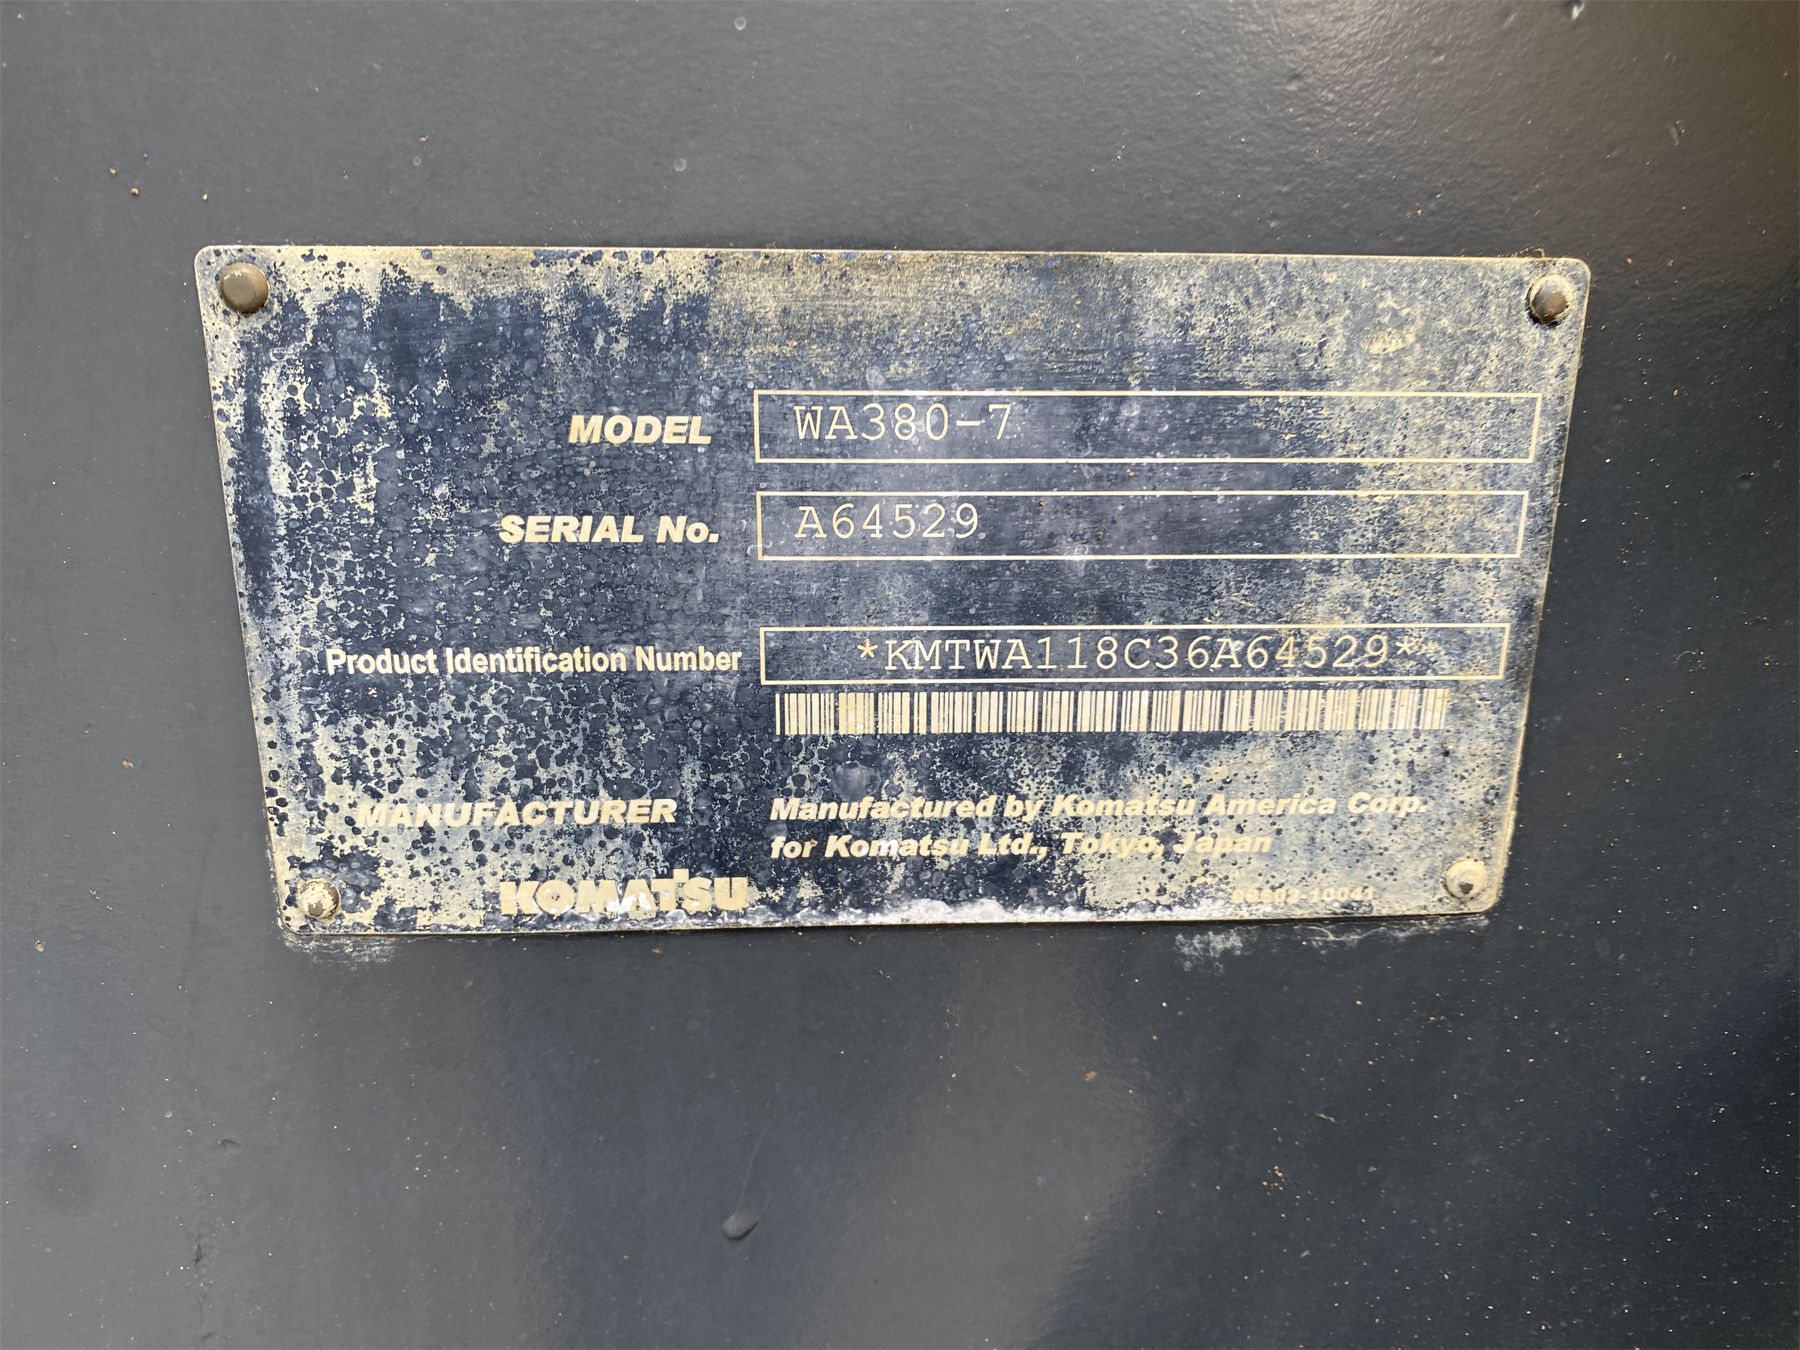 MODEL WA380-7
SERIAL No. A64529
Product Identification Number *KMTWA118C36A64529*
MANUFACTURER Manufactured by Komatsu America Corp.
for Komatsu Ltd., Tokyo, Japan
KOMATSU